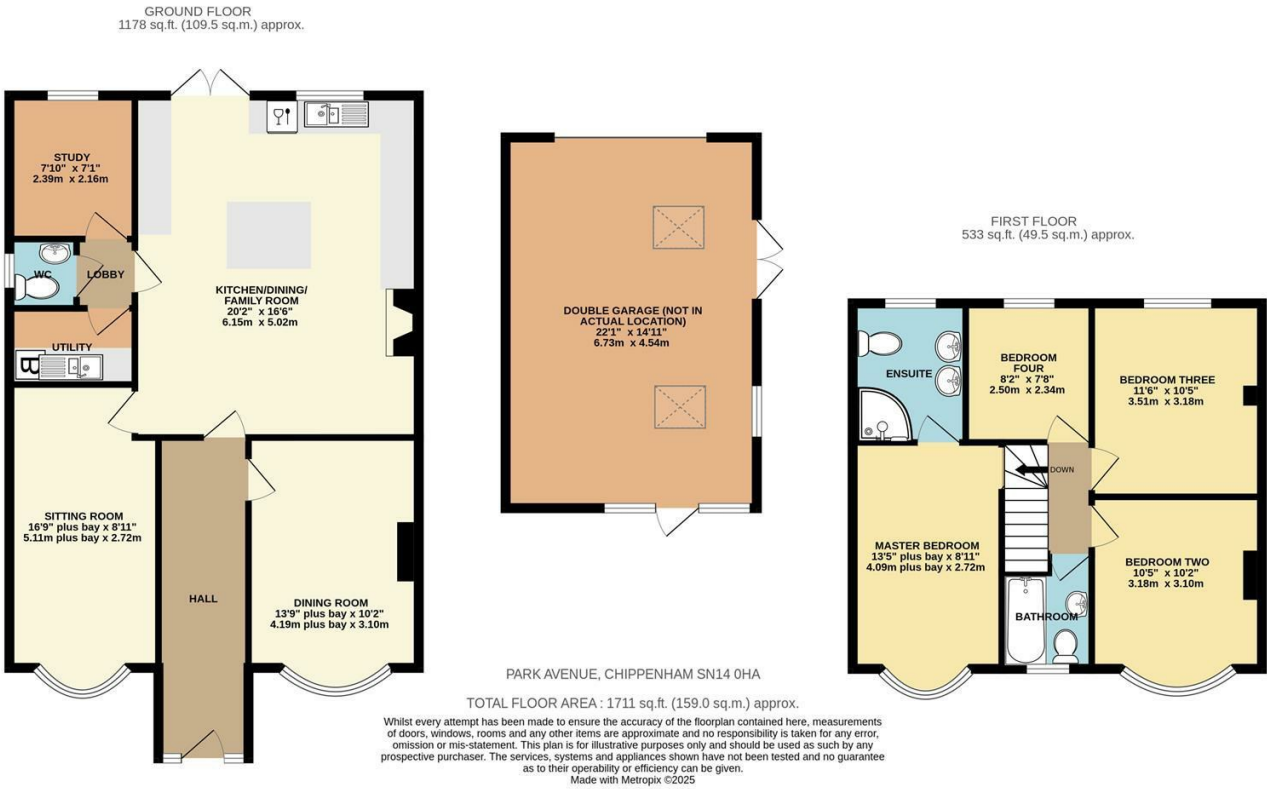 GROUND FLOOR
1178 sq.ft. (109.5 sq.m.) approx.
STUDY
7'10" x 7'1"
2.39m x 2.16m
WC
LOBBY
UTILITY
B
KITCHEN/DINING/
FAMILY ROOM
20'2" x 16'6"
6.15m x 5.02m
SITTING ROOM
16'9" plus bay x 8'11"
5.11m plus bay x 2.72m
HALL
DINING ROOM
13'9" plus bay x 10'2"
4.19m plus bay x 3.10m
DOUBLE GARAGE (NOT IN
ACTUAL LOCATION)
22'1" x 14'11"
6.73m x 4.54m
FIRST FLOOR
533 sq.ft. (49.5 sq.m.) approx.
ENSUITE
BEDROOM
FOUR
8'2" x 7'8"
2.50m x 2.34m
BEDROOM THREE
11'6" x 10'5"
3.51m x 3.18m
DOWN
MASTER BEDROOM
13'5" plus bay x 8'11"
4.09m plus bay x 2.72m
BEDROOM TWO
10'5" x 10'2"
3.18m x 3.10m
BATHROOM
PARK AVENUE, CHIPPENHAM SN14 0HA
TOTAL FLOOR AREA : 1711 sq.ft. (159.0 sq.m.) approx.
Whilst every attempt has been made to ensure the accuracy of the floorplan contained here, measurements
of doors, windows, rooms and any other items are approximate and no responsibility is taken for any error,
omission or mis-statement. This plan is for illustrative purposes only and should be used as such by any
prospective purchaser. The services, systems and appliances shown have not been tested and no guarantee
as to their operability or efficiency can be given.
Made with Metropix ©2025